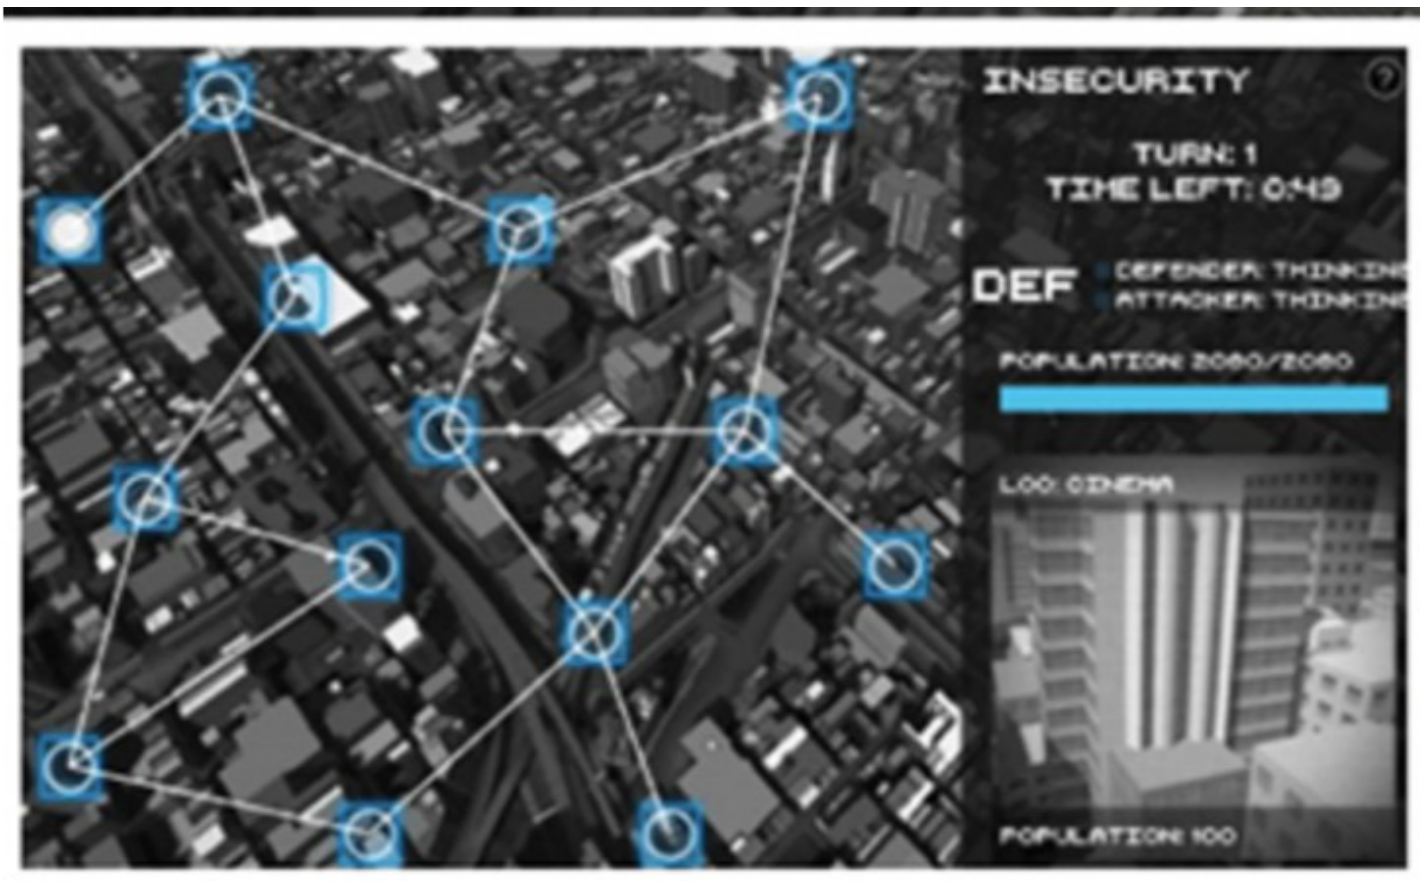 INSECURITY
?
TURN: 1
TIME LEFT: 0:49
DEF
DEFENDER: THINKING
ATTACKER: THINKING
POPULATION: 2080/2080
LOC: CINEMA
POPULATION: 100